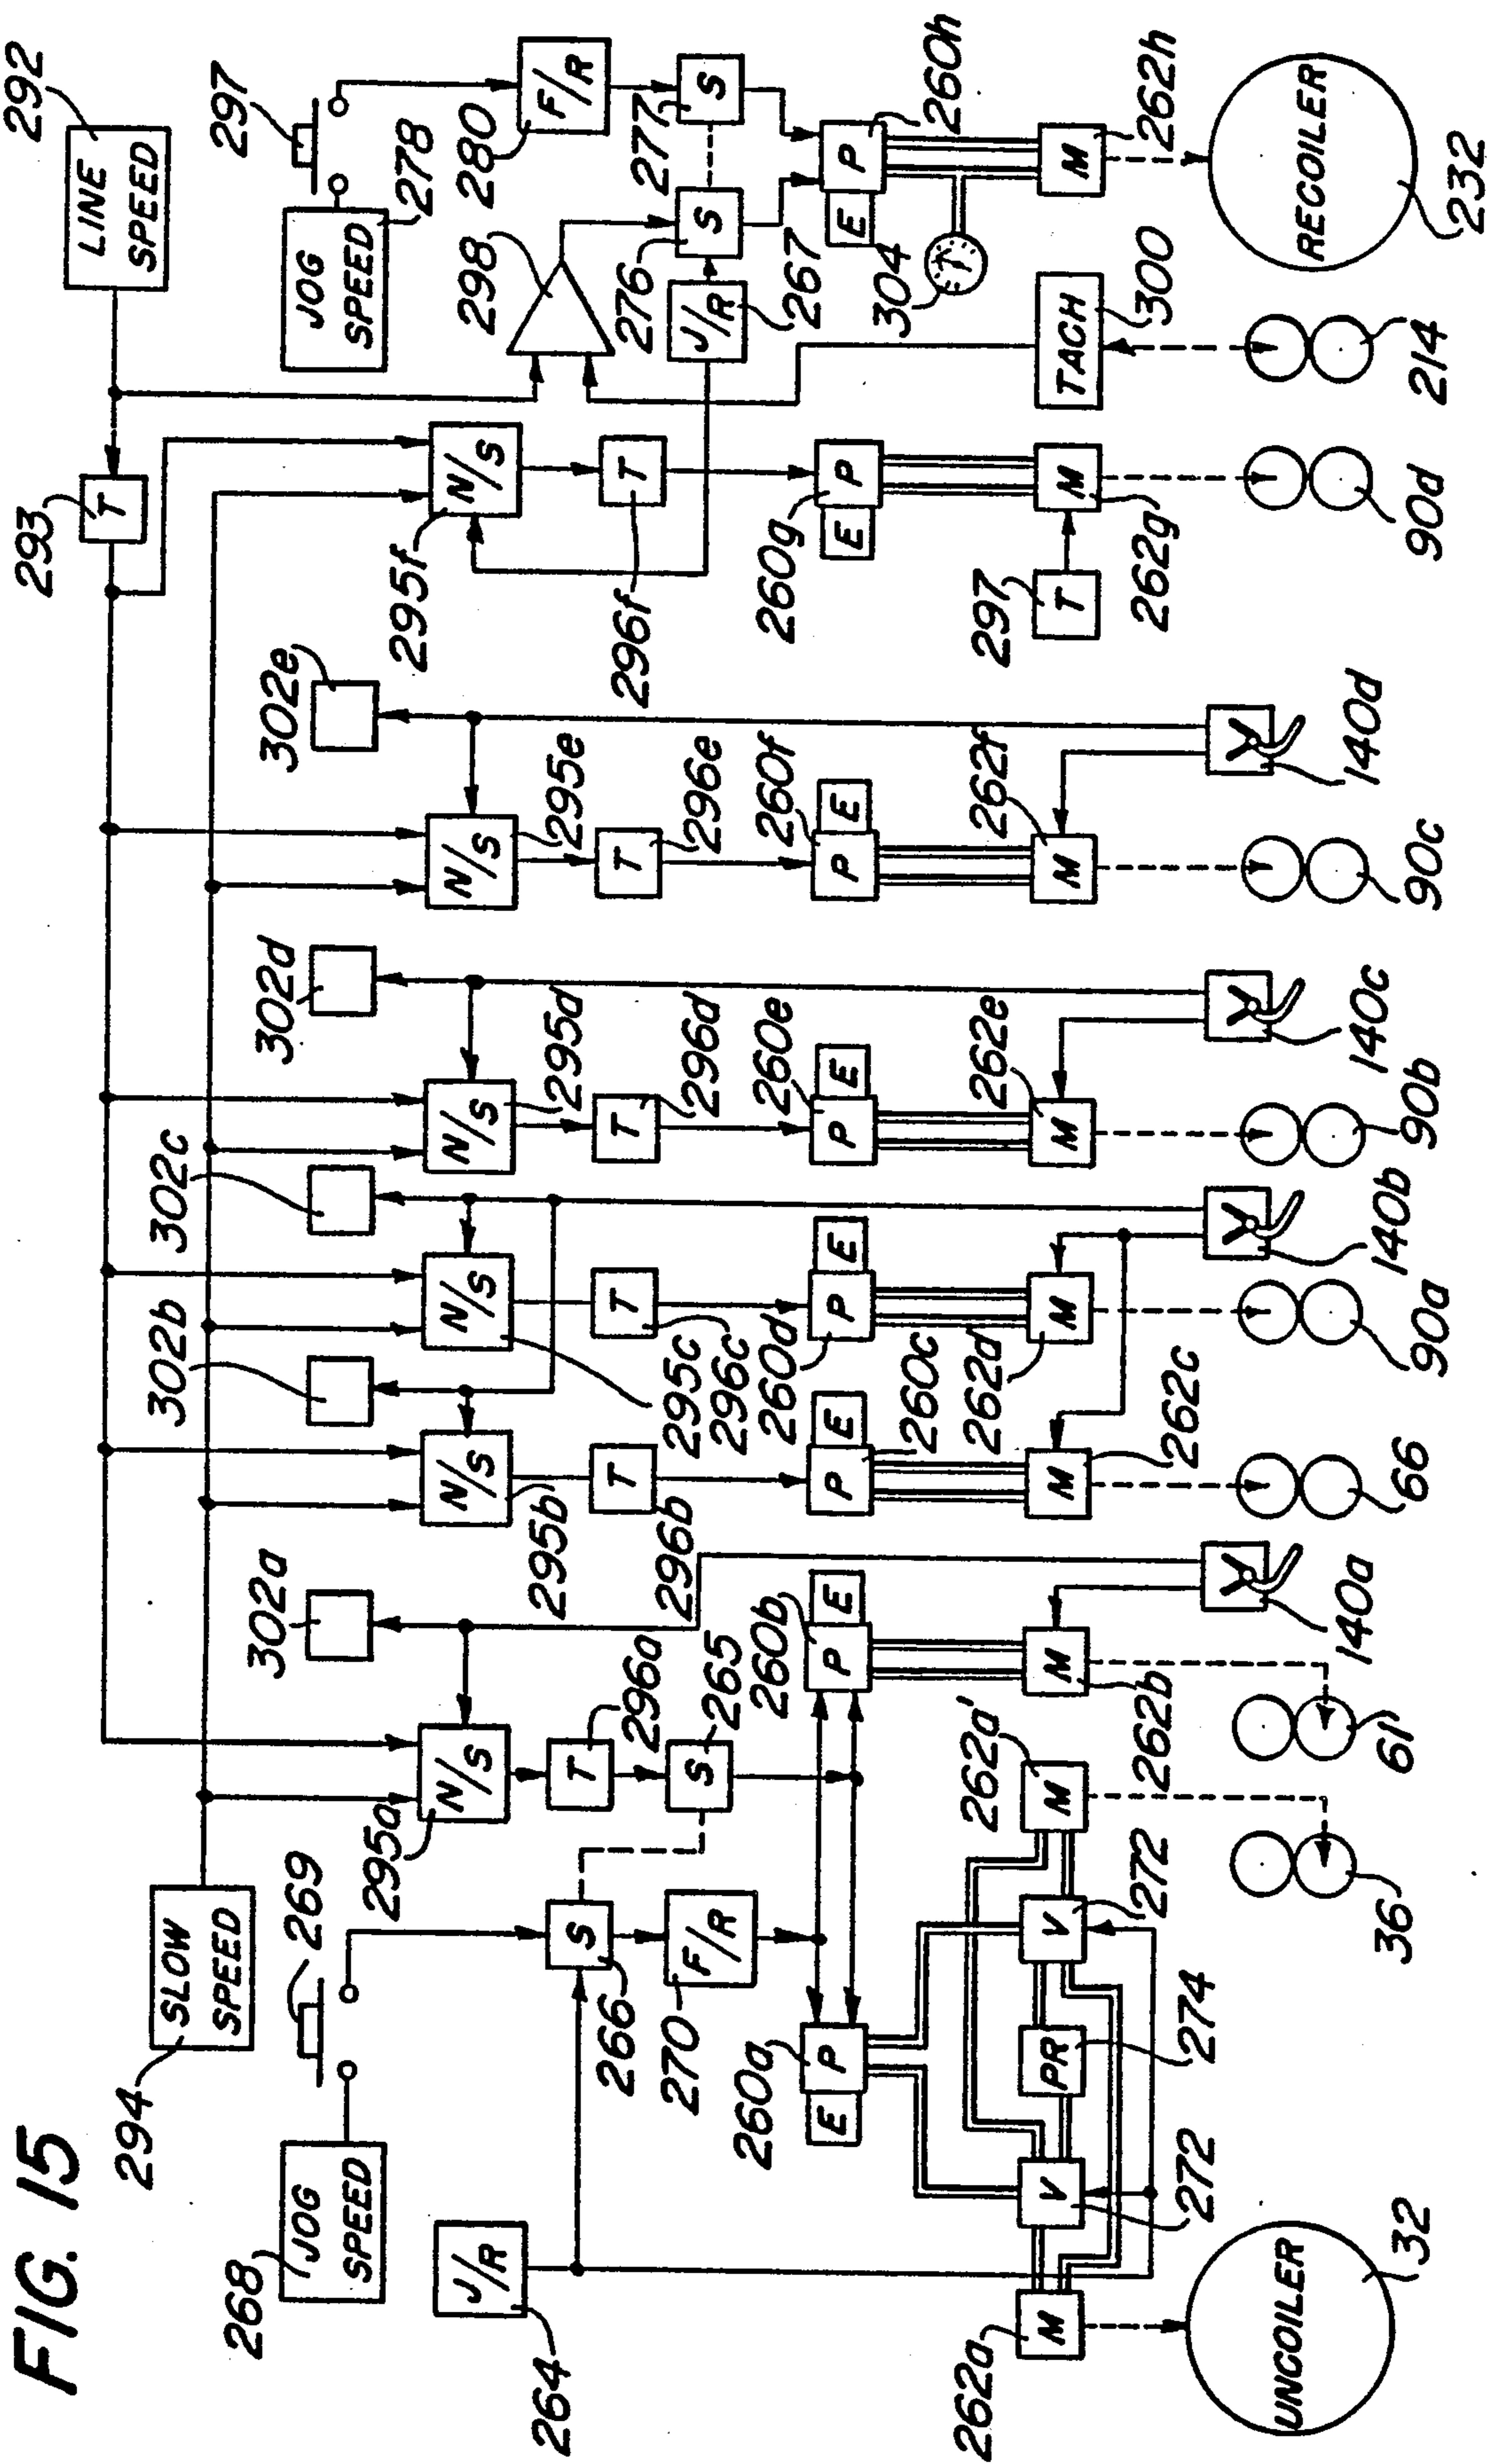 FIG. 15
292
LINE
SPEED
293
T
294
SLOW
SPEED
297
JOG
SPEED
278
280
F/R
277
S
276
S
298
J/R
267
268
JOG
SPEED
269
264
J/R
266
S
270
F/R
302a
295a
N/S
T
296a
S
265
302b
N/S
295b
T
296b
302c
N/S
295c
T
296c
302d
N/S
295d
T
296d
302e
N/S
295e
T
296e
295f
N/S
T
296f
260a
E
P
260b
P
E
260c
P
E
260d
P
E
260e
P
E
260f
P
E
260g
E
P
304
E
P
260h
262a
M
272
V
PR
274
V
272
262a'
M
262b
M
262c
M
262d
M
262e
M
262f
M
297
T
M
262g
TACH
300
M
262h
UNCOILER
32
36
61
140a
66
90a
140b
90b
140c
90c
140d
90d
214
RECOILER
232